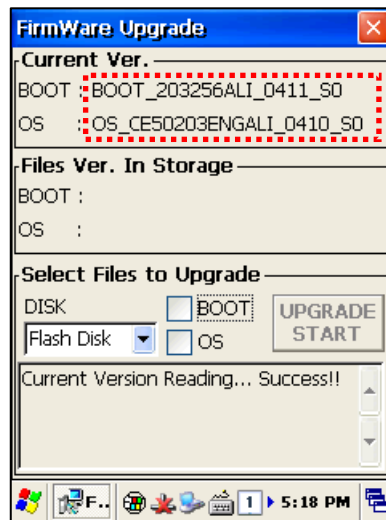 FirmWare Upgrade
Current Ver.
BOOT : BOOT_203256ALI_0411_S0
OS : OS_CE50203ENGALI_0410_S0
Files Ver. In Storage
BOOT :
OS :
Select Files to Upgrade
DISK
BOOT
UPGRADE START
Flash Disk
OS
Current Version Reading... Success!!
F..
1
5:18 PM